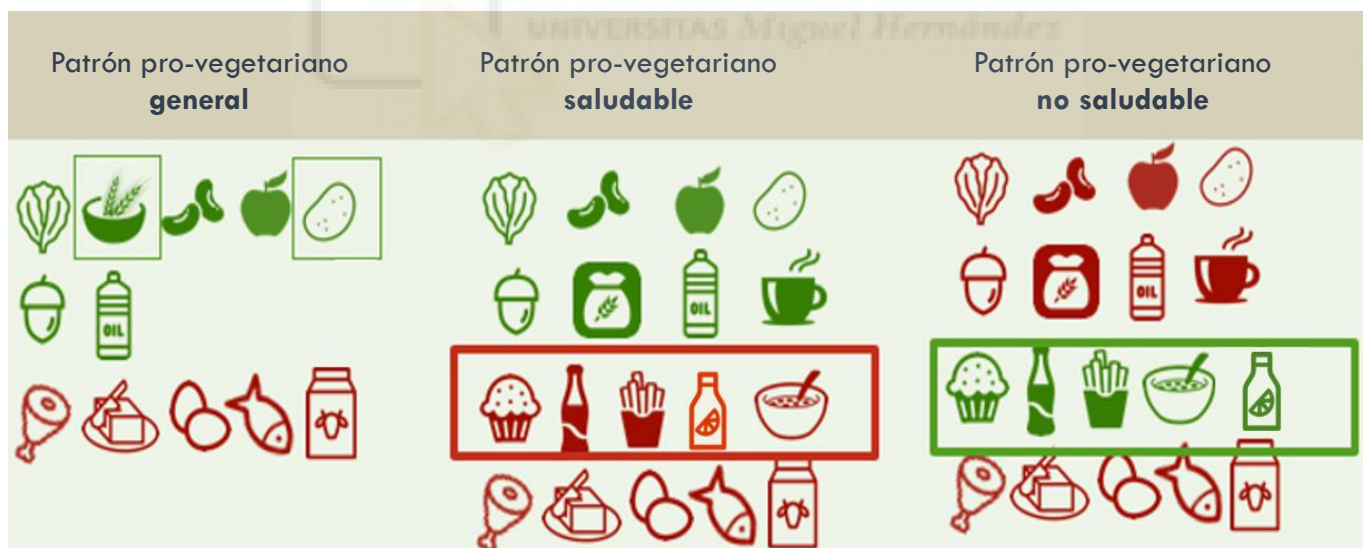 UNIVERSITAS Miguel Hernández
Patrón pro-vegetariano
general
Patrón pro-vegetariano
saludable
Patrón pro-vegetariano
no saludable
OIL
OIL
OIL